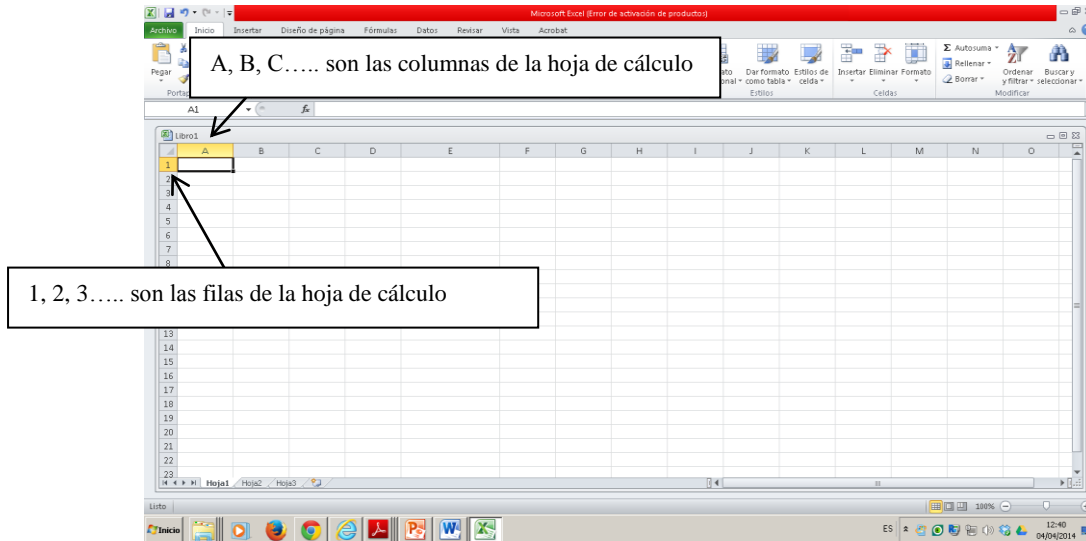 Microsoft Excel (Error de activación de productos)
Archivo Inicio Insertar Diseño de página Fórmulas Datos Revisar Vista Acrobat
A, B, C….. son las columnas de la hoja de cálculo
Pegar
Dar formato Estilos de Insertar Eliminar Formato
como tabla celda
Σ Autosuma
Rellenar
Borrar
Ordenar Buscar y
y filtrar seleccionar
Estilos Celdas Modificar
A1 fx
Libro1
A B C D E F G H I J K L M N O
1
2
3
4
5
6
7
8
1, 2, 3….. son las filas de la hoja de cálculo
13
14
15
16
17
18
19
20
21
22
23
Hoja1 Hoja2 Hoja3
Listo 100%
Inicio ES 12:40
04/04/2014